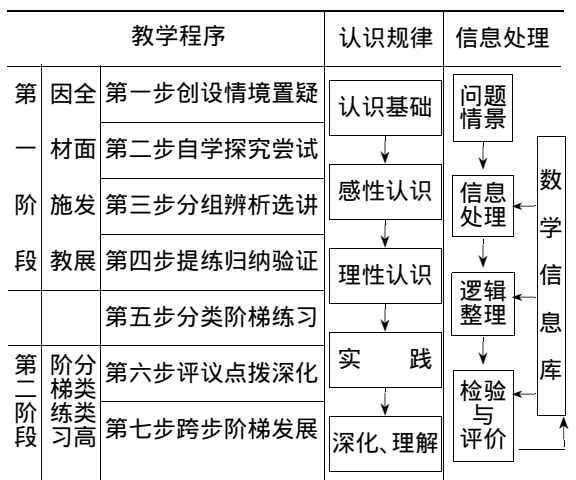 教学程序
认识规律
信息处理
第一阶段
因材施教
全面发展
第一步创设情境置疑
第二步自学探究尝试
第三步分组辨析选讲
第四步提练归纳验证
第五步分类阶梯练习
第二阶段
阶梯练习
分类类高
第六步评议点拨深化
第七步跨步阶梯发展
认识基础
感性认识
理性认识
实 践
深化、理解
问题
情景
信息
处理
逻辑
整理
检验
与
评价
数学信息库